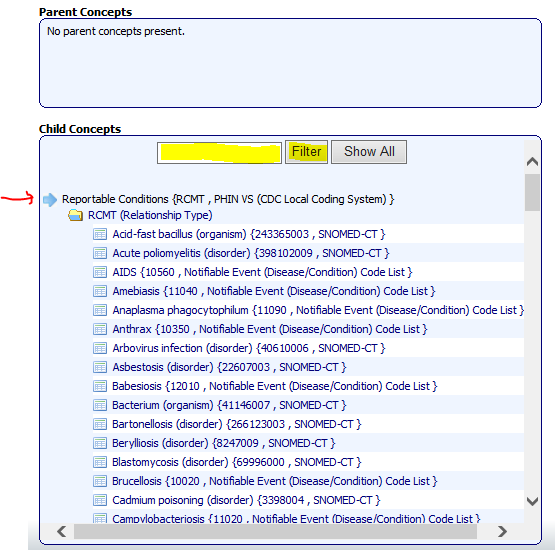 Parent Concepts
No parent concepts present.
Child Concepts
Filter Show All
Reportable Conditions {RCMT , PHIN VS (CDC Local Coding System) }
RCMT (Relationship Type)
Acid-fast bacillus (organism) {243365003 , SNOMED-CT }
Acute poliomyelitis (disorder) {398102009 , SNOMED-CT }
AIDS {10560 , Notifiable Event (Disease/Condition) Code List }
Amebiasis {11040 , Notifiable Event (Disease/Condition) Code List }
Anaplasma phagocytophilum {11090 , Notifiable Event (Disease/Condition) Code List }
Anthrax {10350 , Notifiable Event (Disease/Condition) Code List }
Arbovirus infection (disorder) {40610006 , SNOMED-CT }
Asbestosis (disorder) {22607003 , SNOMED-CT }
Babesiosis {12010 , Notifiable Event (Disease/Condition) Code List }
Bacterium (organism) {41146007 , SNOMED-CT }
Bartonellosis (disorder) {266123003 , SNOMED-CT }
Berylliosis (disorder) {8247009 , SNOMED-CT }
Blastomycosis (disorder) {69996000 , SNOMED-CT }
Brucellosis {10020 , Notifiable Event (Disease/Condition) Code List }
Cadmium poisoning (disorder) {3398004 , SNOMED-CT }
Campylobacteriosis {11020 , Notifiable Event (Disease/Condition) Code List }